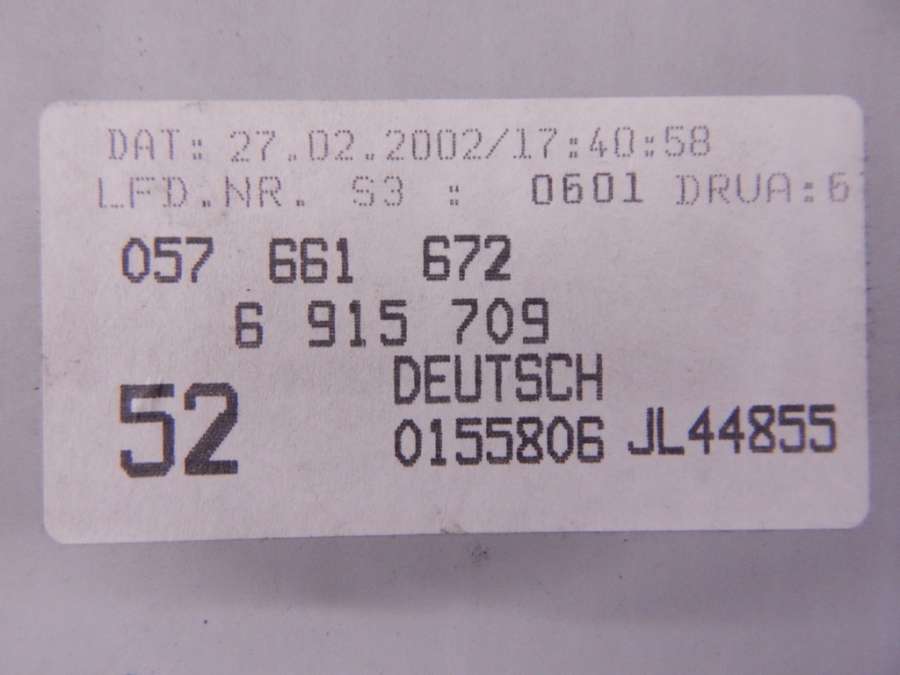 DAT: 27.02.2002/17:40:58
LFD.NR. S3 : 0601 DRVA:6
057 661 672
6 915 709
DEUTSCH
52 0155806 JL44855